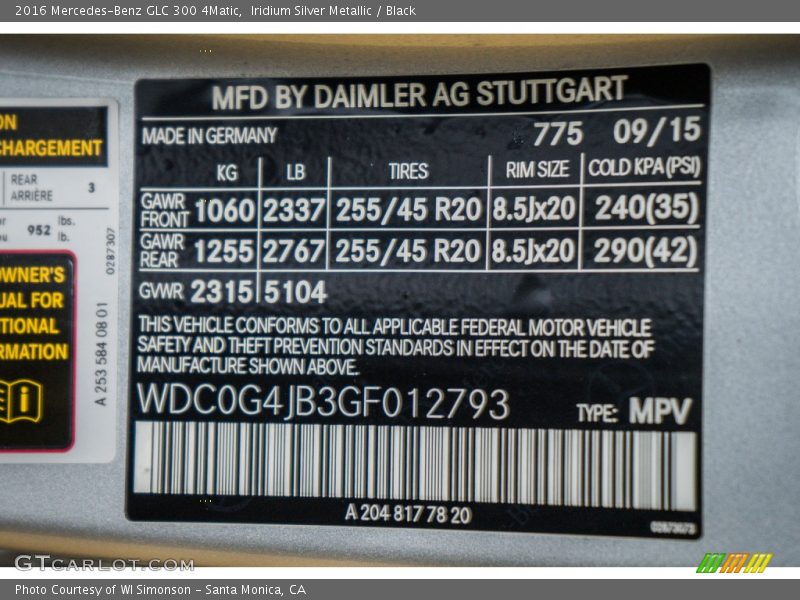 2016 Mercedes-Benz GLC 300 4Matic, Iridium Silver Metallic / Black
ON
CHARGEMENT
REAR
ARRIÈRE
3
952 lbs.
lb.
0287307
OWNER'S
UAL FOR
TIONAL
RMATION
A 253 584 08 01
MFD BY DAIMLER AG STUTTGART
MADE IN GERMANY 775 09/15
KG LB TIRES RIM SIZE COLD KPA(PSI)
GAWR FRONT 1060 2337 255/45 R20 8.5Jx20 240(35)
GAWR REAR 1255 2767 255/45 R20 8.5Jx20 290(42)
GVWR 2315 5104
THIS VEHICLE CONFORMS TO ALL APPLICABLE FEDERAL MOTOR VEHICLE
SAFETY AND THEFT PREVENTION STANDARDS IN EFFECT ON THE DATE OF
MANUFACTURE SHOWN ABOVE.
WDC0G4JB3GF012793 TYPE: MPV
A 204 817 78 20
GTCARLOT.COM
Photo Courtesy of WI Simonson - Santa Monica, CA